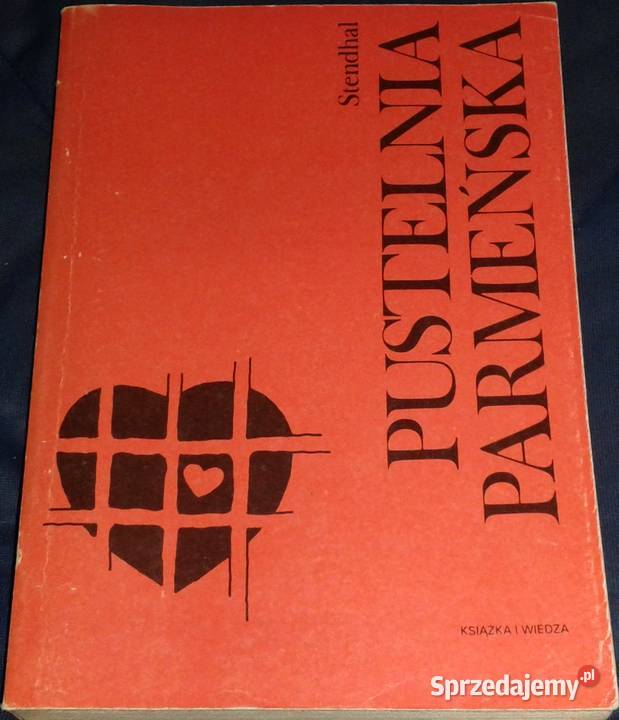 Stendhal
PUSTELNIA
PARMEŃSKA
KSIĄŻKA I WIEDZA
Sprzedajemy.pl